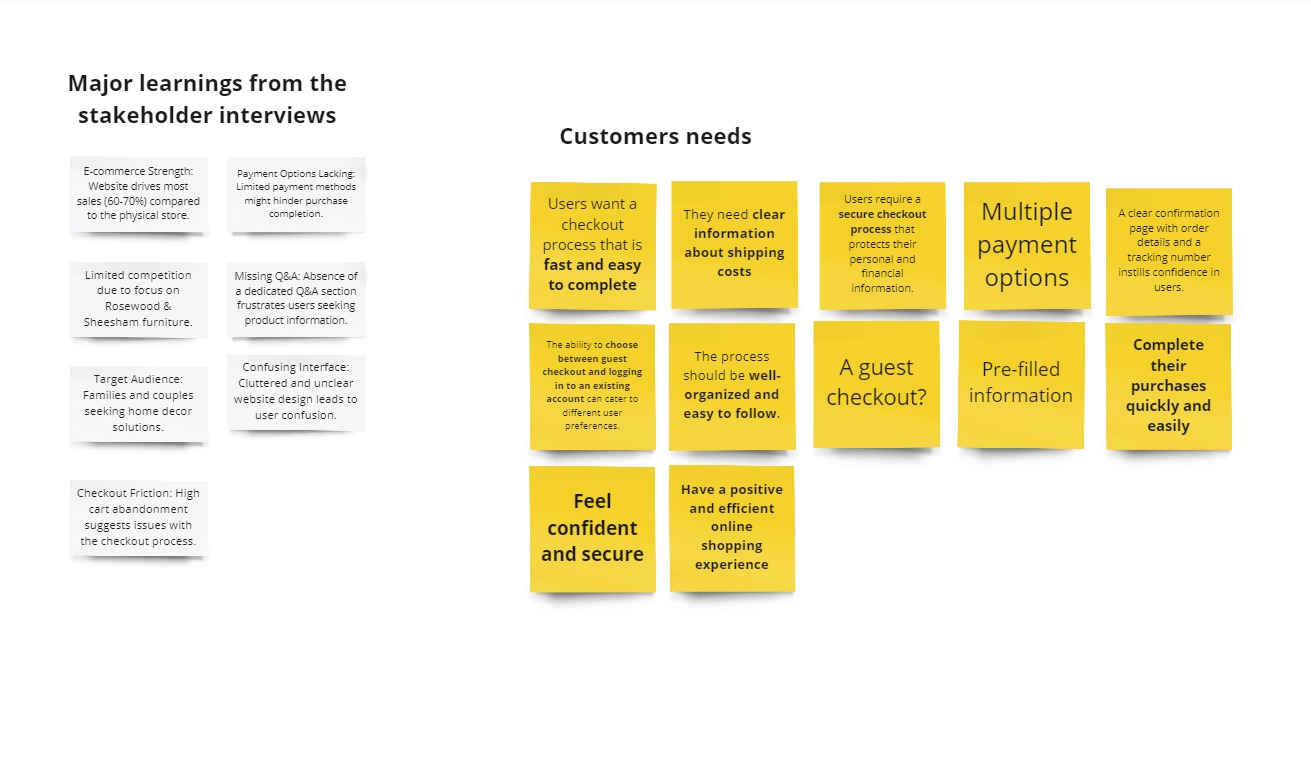 Major learnings from the
stakeholder interviews
E-commerce Strength:
Website drives most
sales (60-70%) compared
to the physical store.
Payment Options Lacking:
Limited payment methods
might hinder purchase
completion.
Limited competition
due to focus on
Rosewood &
Sheesham furniture.
Missing Q&A: Absence of
a dedicated Q&A section
frustrates users seeking
product information.
Target Audience:
Families and couples
seeking home decor
solutions.
Confusing Interface:
Cluttered and unclear
website design leads to
user confusion.
Checkout Friction: High
cart abandonment
suggests issues with
the checkout process.
Customers needs
Users want a
checkout
process that is
fast and easy
to complete
They need clear
information
about shipping
costs
Users require a
secure checkout
process that
protects their
personal and
financial
information.
Multiple
payment
options
A clear confirmation
page with order
details and a
tracking number
instills confidence in
users.
The ability to choose
between guest
checkout and logging
in to an existing
account can cater to
different user
preferences.
The process
should be well-
organized and
easy to follow.
A guest
checkout?
Pre-filled
information
Complete
their
purchases
quickly and
easily
Feel
confident
and secure
Have a positive
and efficient
online
shopping
experience